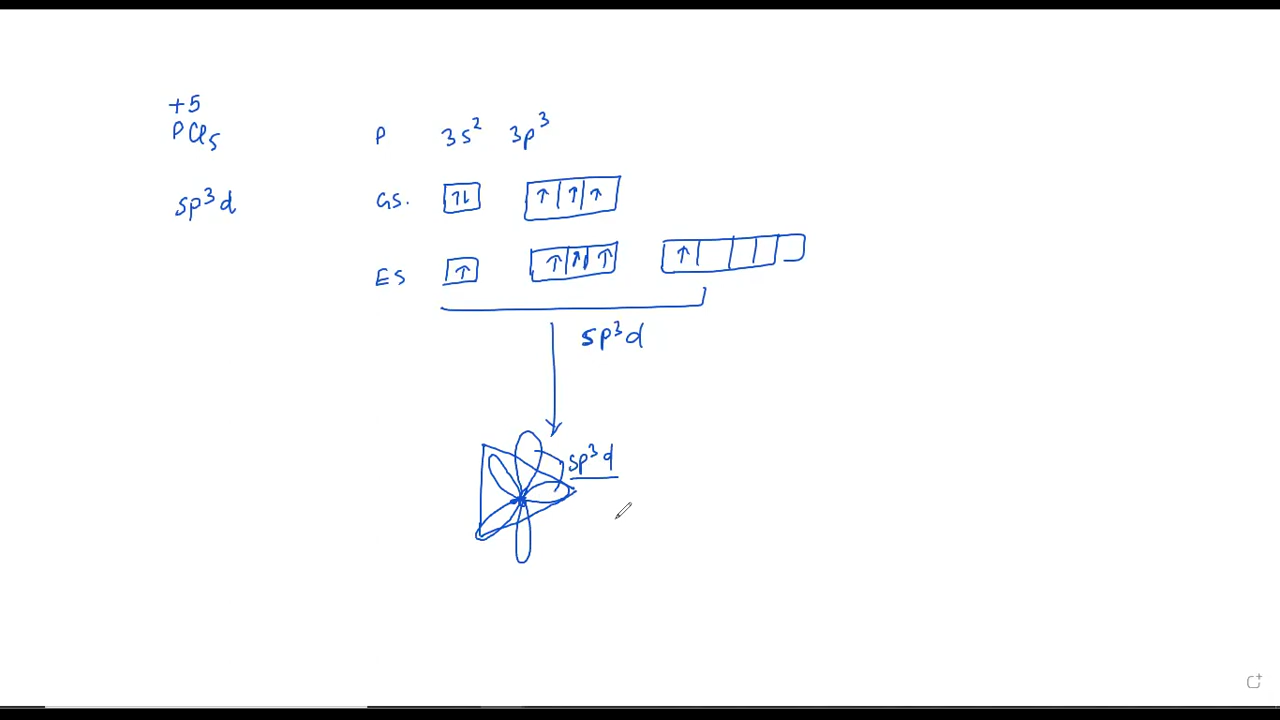 +5
PCl5 P 3s² 3p³
sp³d GS. ↑↓ ↑ ↑ ↑
ES ↑ ↑ ↑ ↑ ↑
sp³d
sp³d